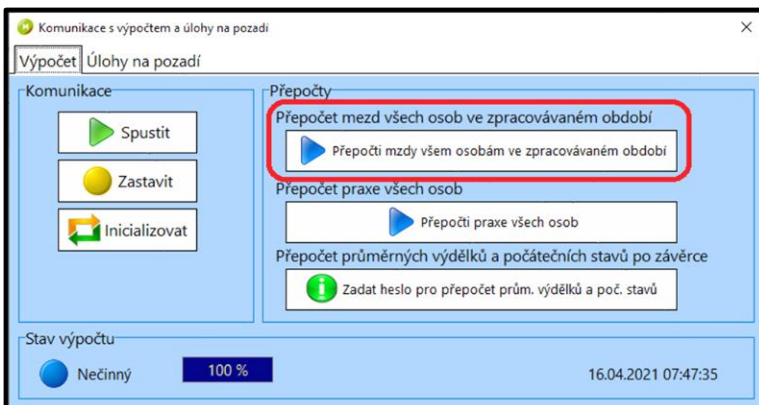 Komunikace s výpočtem a úlohy na pozadí
Výpočet Úlohy na pozadí
Komunikace
Spustit
Zastavit
Inicializovat
Přepočty
Přepočet mezd všech osob ve zpracovávaném období
Přepočti mzdy všem osobám ve zpracovávaném období
Přepočet praxe všech osob
Přepočti praxe všech osob
Přepočet průměrných výdělků a počátečních stavů po závěrce
Zadat heslo pro přepočet prům. výdělků a poč. stavů
Stav výpočtu
Nečinný 100 % 16.04.2021 07:47:35